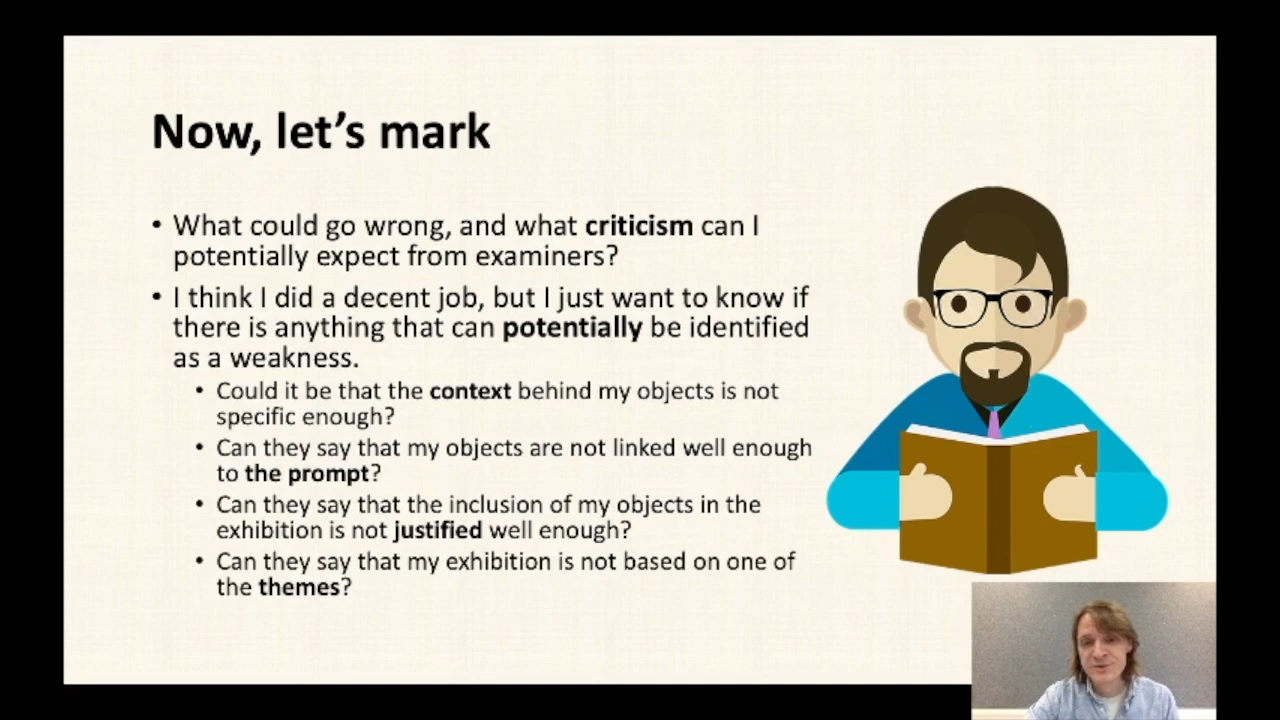 Now, let’s mark
• What could go wrong, and what criticism can I
potentially expect from examiners?
• I think I did a decent job, but I just want to know if
there is anything that can potentially be identified
as a weakness.
• Could it be that the context behind my objects is not
specific enough?
• Can they say that my objects are not linked well enough
to the prompt?
• Can they say that the inclusion of my objects in the
exhibition is not justified well enough?
• Can they say that my exhibition is not based on one of
the themes?